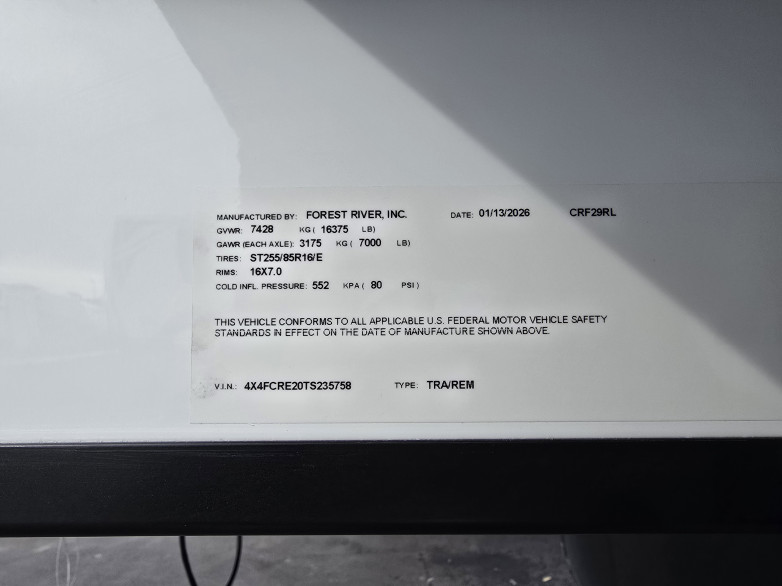 MANUFACTURED BY: FOREST RIVER, INC. DATE: 01/13/2026 CRF29RL
GVWR: 7428 KG ( 16375 LB)
GAWR (EACH AXLE): 3175 KG ( 7000 LB)
TIRES: ST255/85R16/E
RIMS: 16X7.0
COLD INFL. PRESSURE: 552 KPA ( 80 PSI)
THIS VEHICLE CONFORMS TO ALL APPLICABLE U.S. FEDERAL MOTOR VEHICLE SAFETY
STANDARDS IN EFFECT ON THE DATE OF MANUFACTURE SHOWN ABOVE.
V.I.N.: 4X4FCRE20TS235758 TYPE: TRA/REM